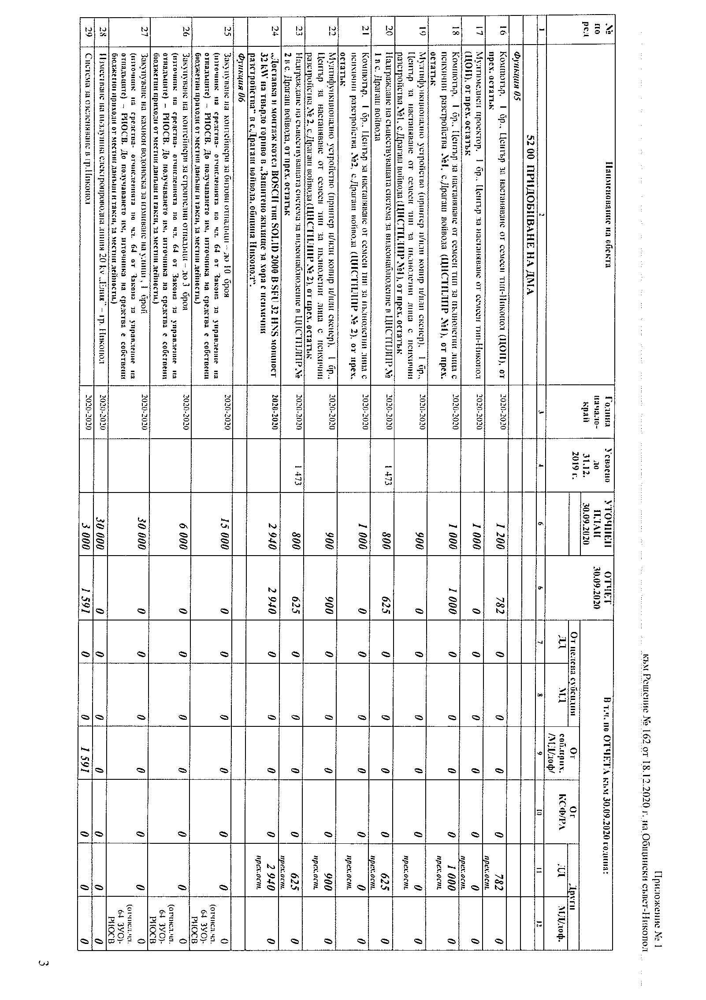 Приложение № 1
към Решение № 162 от 18.12.2020 г. на Общински съвет-Никопол
№ по ред
Наименование на обекта
Година начало-край
Усвоено до 31.12. 2019 г.
УТОЧНЕН ПЛАН 30.09.2020
ОТЧЕТ 30.09.2020
В т.ч. по ОТЧЕТА към 30.09.2020 година:
От целева субсидия
От соб.прих. /МД/доф/
От КСФ/РА
Други
ДД МД ДД МД/доф.
1 2 3 4 6 6 7 8 9 10 11 12
52 00 ПРИДОБИВАНЕ НА ДМА
Функция 05
16 Компютър, 1 бр., Център за настаняване от семеен тип-Никопол (ЦОП), от
прех. остатък
2020-2020 1 200 782 0 0 0 0 782 0
прех.ост.
17 Мултимедиен проектор, 1 бр., Център за настаняване от семеен тип-Никопол
(ЦОП), от прех. остатък
2020-2020 1 000 0 0 0 0 0 0 0
прех.ост.
18 Компютър, 1 бр., Център за настаняване от семеен тип за пълнолетни лица с
психични разстройства №1, с.Драгаш войвода (ЦНСТПЛПР №1), от прех.
остатък
2020-2020 1 000 1 000 0 0 0 0 1 000 0
прех.ост.
19 Мултифункционално устройство (принтер и/или копир и/или скенер), 1 бр.,
Център за настаняване от семеен тип за пълнолетни лица с психични
разстройства №1, с.Драгаш войвода (ЦНСТПЛПР №1), от прех. остатък
2020-2020 900 0 0 0 0 0 0 0
прех.ост.
20 Надграждане на съществуващата система за видеонаблюдение в ЦНСТПЛПР №
1 в с. Драгаш войвода
2020-2020 1 473 800 625 0 0 0 0 625 0
прех.ост.
21 Компютър, 1 бр., Център за настаняване от семеен тип за пълнолетни лица с
психични разстройства №2, с.Драгаш войвода (ЦНСТПЛПР № 2), от прех.
остатък
2020-2020 1 000 0 0 0 0 0 0 0
прех.ост.
22 Мултифункционално устройство (принтер и/или копир и/или скенер), 1 бр.,
Център за настаняване от семеен тип за пълнолетни лица с психични
разстройства № 2, с.Драгаш войвода (ЦНСТПЛПР № 2), от прех. остатък
2020-2020 900 900 0 0 0 0 900 0
прех.ост.
23 Надграждане на съществуващата система за видеонаблюдение в ЦНСТПЛПР №
2 в с. Драгаш войвода, от прех. остатък
2020-2020 1 473 800 625 0 0 0 0 625 0
прех.ост.
24 „Доставка и монтаж котел BOSCH тип SOLID 2000 B SFU 32 HNS мощност
32 kW на твърдо гориво в „Защитено жилище за хора с психични
разстройства“ в с.Драгаш войвода, община Никопол“.
2020-2020 2 940 2 940 0 0 0 0 2 940 0
прех.ост.
Функция 06
25 Закупуване на контейнери за битови отпадъци – до 10 броя
(източник на средства- отчисленията по чл. 64 от Закона за управление на
отпадъците) – РИОСВ. До получаването им, източника на средства е собствени
бюджетни приходи от местни данъци и такси, за местни дейности.)
2020-2020 15 000 0 0 0 0 0 0
(отчисл.чл. 64 ЗУО)- РИОСВ
26 Закупуване на контейнери за строителни отпадъци – до 3 броя
(източник на средства- отчисленията по чл. 64 от Закона за управление на
отпадъците) – РИОСВ. До получаването им, източника на средства е собствени
бюджетни приходи от местни данъци и такси, за местни дейности.)
2020-2020 6 000 0 0 0 0 0 0 0
(отчисл.чл. 64 ЗУО)- РИОСВ
27 Закупуване на камион водоноска за измиване на улици , 1 брой
(източник на средства- отчисленията по чл. 64 от Закона за управление на
отпадъците) – РИОСВ. До получаването им, източника на средства е собствени
бюджетни приходи от местни данъци и такси, за местни дейности.)
2020-2020 30 000 0 0 0 0 0 0 0
(отчисл.чл. 64 ЗУО)- РИОСВ
28 Изместване на въздушна електропроводна линия 20 kv „Елия“ – гр. Никопол
2020-2020 30 000 0 0 0 0 0 0 0
29 Система за озеленяване в гр.Никопол
2020-2020 3 000 1 591 0 0 1 591 0 0 0
3